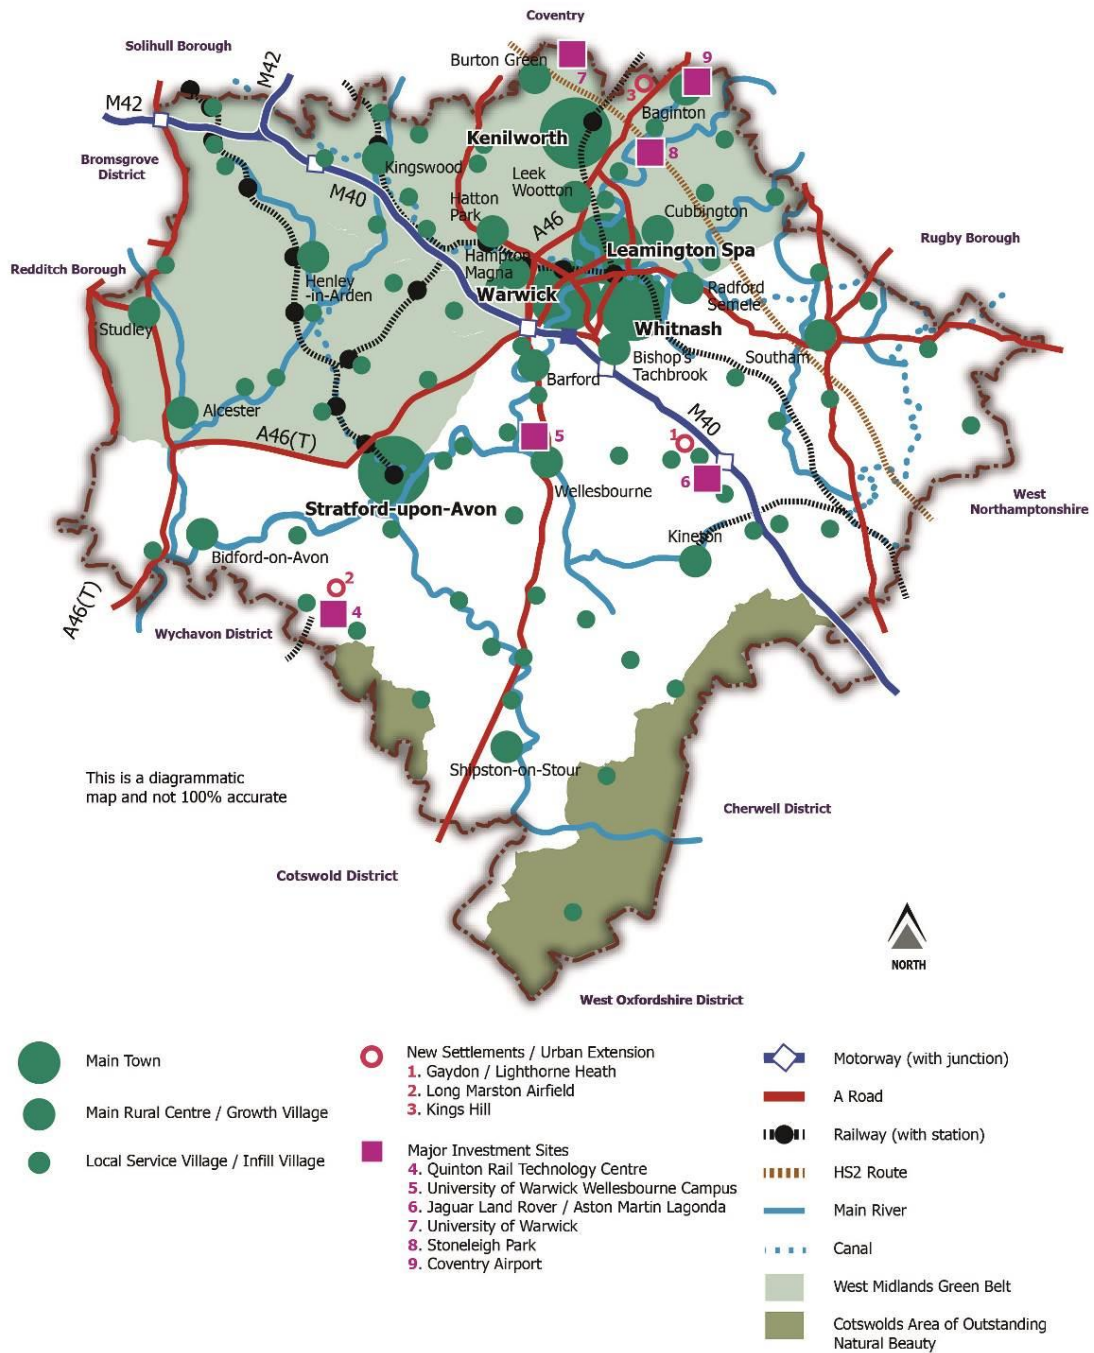 Coventry
Solihull Borough
M42
M42
Burton Green
7
9
3
Baginton
Bromsgrove
District
Kenilworth
8
Kingswood
Leek
Wootton
M40
Hatton
Park
A46
Cubbington
Rugby Borough
Redditch Borough
Hampton
Magna
Leamington Spa
Henley
-in-Arden
Warwick
Radford
Semele
Studley
Whitnash
Bishop's
Tachbrook
Southam
Barford
Alcester
M40
A46(T)
5
1
6
Wellesbourne
West
Northamptonshire
Stratford-upon-Avon
Kineton
Bidford-on-Avon
A46(T)
2
4
Wychavon District
Shipston-on-Stour
This is a diagrammatic
map and not 100% accurate
Cherwell District
Cotswold District
NORTH
West Oxfordshire District
Main Town
Main Rural Centre / Growth Village
Local Service Village / Infill Village
New Settlements / Urban Extension
1. Gaydon / Lighthorne Heath
2. Long Marston Airfield
3. Kings Hill
Major Investment Sites
4. Quinton Rail Technology Centre
5. University of Warwick Wellesbourne Campus
6. Jaguar Land Rover / Aston Martin Lagonda
7. University of Warwick
8. Stoneleigh Park
9. Coventry Airport
Motorway (with junction)
A Road
Railway (with station)
HS2 Route
Main River
Canal
West Midlands Green Belt
Cotswolds Area of Outstanding
Natural Beauty